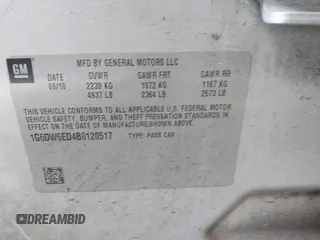 GM
MFD BY GENERAL MOTORS LLC
DATE GVWR GAWR FRT GAWR RR
09/10 2239 KG 1072 KG 1167 KG
4937 LB 2364 LB 2573 LB
THIS VEHICLE CONFORMS TO ALL APPLICABLE U.S. FEDERAL MOTOR
VEHICLE SAFETY, BUMPER, AND THEFT PREVENTION STANDARDS
IN EFFECT ON THE DATE OF MANUFACTURE SHOWN ABOVE.
1G6DW6ED4B0120517 TYPE: PASS CAR